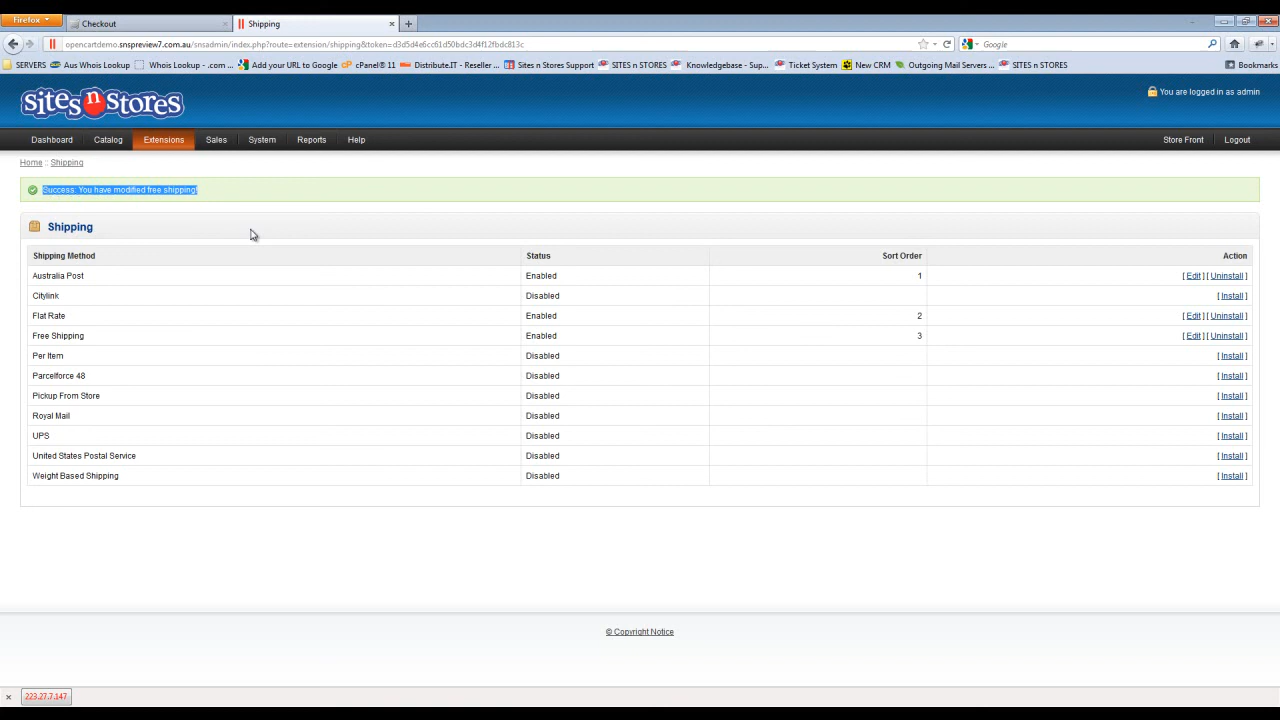 Firefox
Checkout
Shipping
opencartdemo.snspreview7.com.au/snsadmin/index.php?route=extension/shipping&token=d3d5d4e6cc61d50bdc3d4f12fbdc813c
Google
SERVERS Aus Whois Lookup Whois Lookup - .com ... Add your URL to Google cPanel® 11 Distribute.IT - Reseller ... Sites n Stores Support SITES n STORES Knowledgebase - Sup... Ticket System New CRM Outgoing Mail Servers ... SITES n STORES Bookmarks
sites n stores
You are logged in as admin
Dashboard Catalog Extensions Sales System Reports Help Store Front Logout
Home :: Shipping
Success: You have modified free shipping!
Shipping
Shipping Method Status Sort Order Action
Australia Post Enabled 1 [ Edit ] [ Uninstall ]
Citylink Disabled [ Install ]
Flat Rate Enabled 2 [ Edit ] [ Uninstall ]
Free Shipping Enabled 3 [ Edit ] [ Uninstall ]
Per Item Disabled [ Install ]
Parcelforce 48 Disabled [ Install ]
Pickup From Store Disabled [ Install ]
Royal Mail Disabled [ Install ]
UPS Disabled [ Install ]
United States Postal Service Disabled [ Install ]
Weight Based Shipping Disabled [ Install ]
© Copyright Notice
223.27.7.147